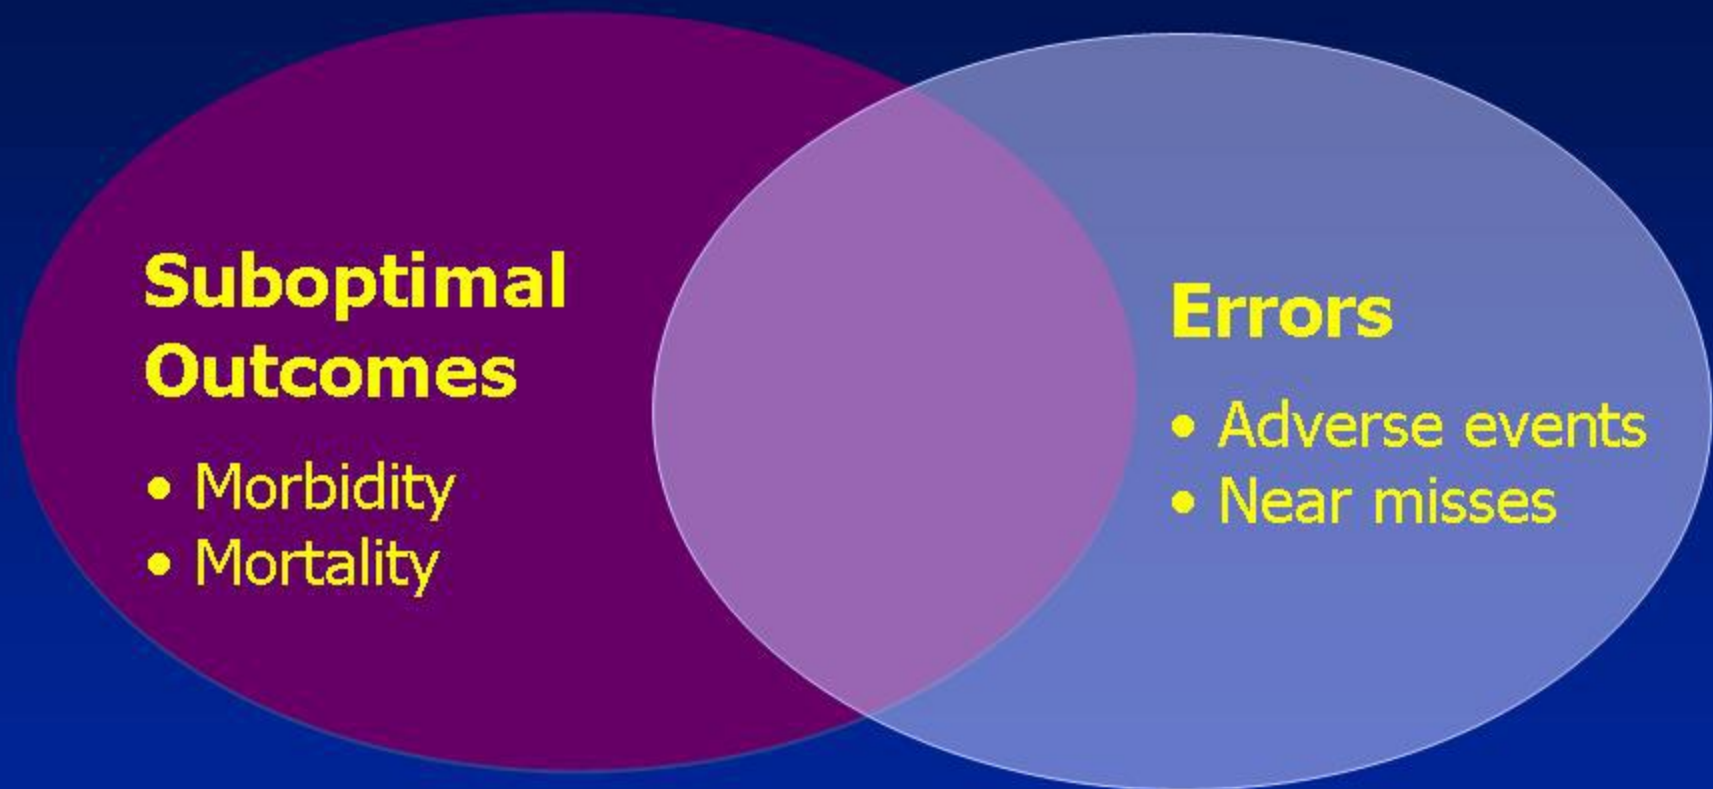 Suboptimal
Outcomes
• Morbidity
• Mortality
Errors
• Adverse events
• Near misses